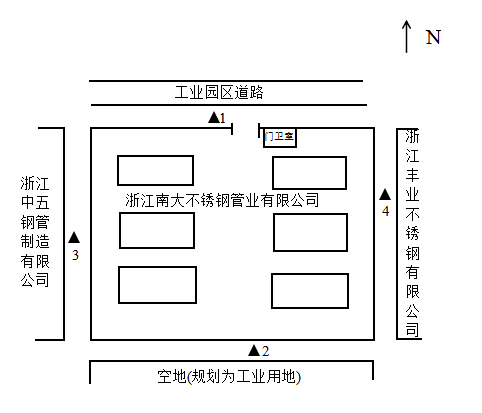 N
工业园区道路
▲1
门卫室
浙江
中五
钢管
制造
有限
公司
浙江南大不锈钢管业有限公司
浙江丰业不锈钢有限公司
▲
4
▲
3
▲2
空地(规划为工业用地)